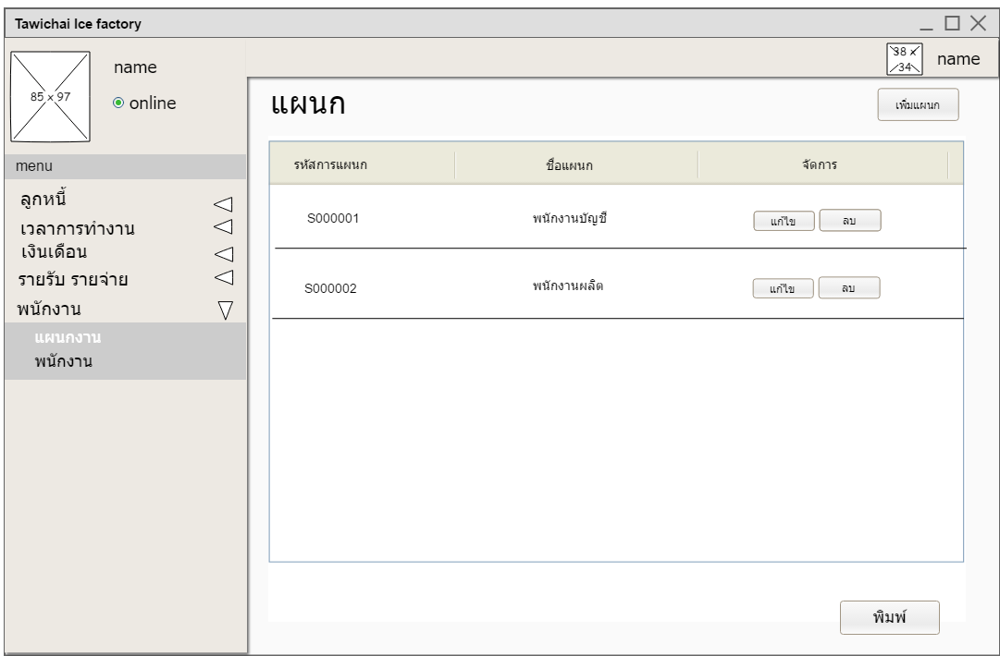 Tawichai Ice factory
85 x 97
name
online
38 x 34
name
menu
ลูกหนี้
เวลาการทำงาน
เงินเดือน
รายรับ รายจ่าย
พนักงาน
แผนกงาน
พนักงาน
แผนก
เพิ่มแผนก
รหัสการแผนก ชื่อแผนก จัดการ
S000001 พนักงานบัญชี แก้ไข ลบ
S000002 พนักงานผลิต แก้ไข ลบ
พิมพ์